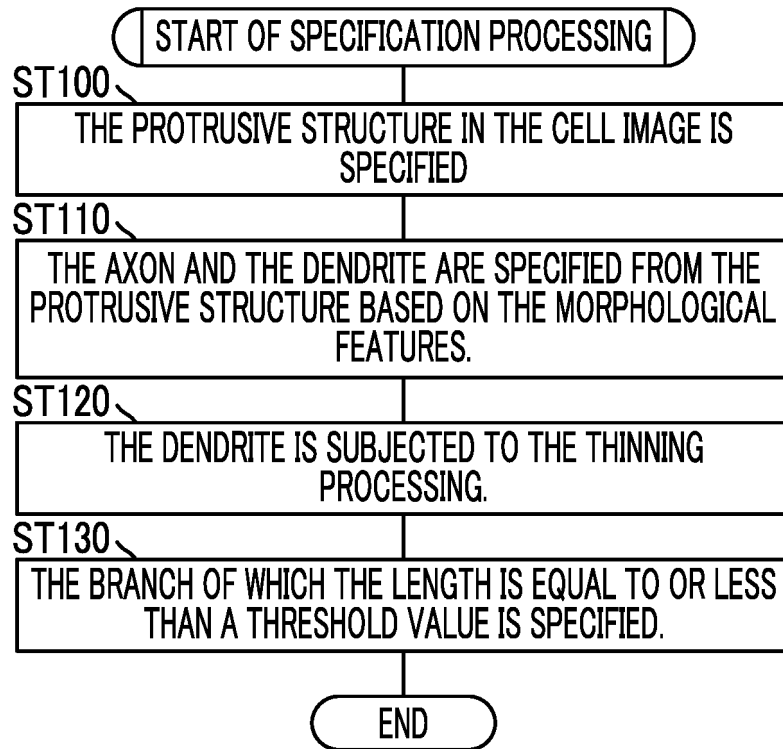 START OF SPECIFICATION PROCESSING
ST100
THE PROTRUSIVE STRUCTURE IN THE CELL IMAGE IS
SPECIFIED
ST110
THE AXON AND THE DENDRITE ARE SPECIFIED FROM THE
PROTRUSIVE STRUCTURE BASED ON THE MORPHOLOGICAL
FEATURES.
ST120
THE DENDRITE IS SUBJECTED TO THE THINNING
PROCESSING.
ST130
THE BRANCH OF WHICH THE LENGTH IS EQUAL TO OR LESS
THAN A THRESHOLD VALUE IS SPECIFIED.
END